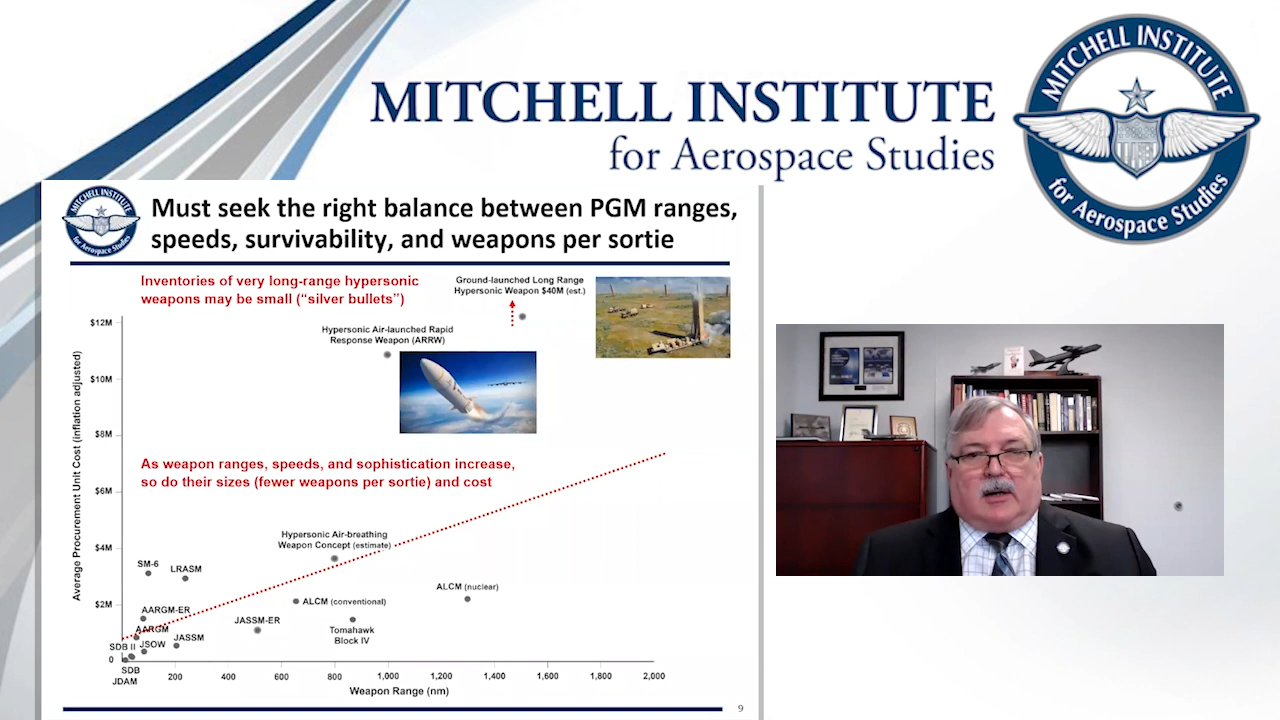 MITCHELL INSTITUTE
for Aerospace Studies
MITCHELL INSTITUTE
for Aerospace Studies
MITCHELL INSTITUTE
for Aerospace Studies
Must seek the right balance between PGM ranges,
speeds, survivability, and weapons per sortie
Inventories of very long-range hypersonic
weapons may be small (“silver bullets”)
Ground-launched Long Range
Hypersonic Weapon $40M (est.)
Hypersonic Air-launched Rapid
Response Weapon (ARRW)
As weapon ranges, speeds, and sophistication increase,
so do their sizes (fewer weapons per sortie) and cost
Average Procurement Unit Cost (inflation adjusted)
$12M
$10M
$8M
$6M
$4M
$2M
0
Hypersonic Air-breathing
Weapon Concept (estimate)
SM-6
LRASM
ALCM (nuclear)
ALCM (conventional)
AARGM-ER
AARGM
JASSM-ER
Tomahawk
Block IV
JASSM
JSOW
SDB II
SDB
JDAM
200
400
600
800
1,000
1,200
1,400
1,600
1,800
2,000
Weapon Range (nm)
9